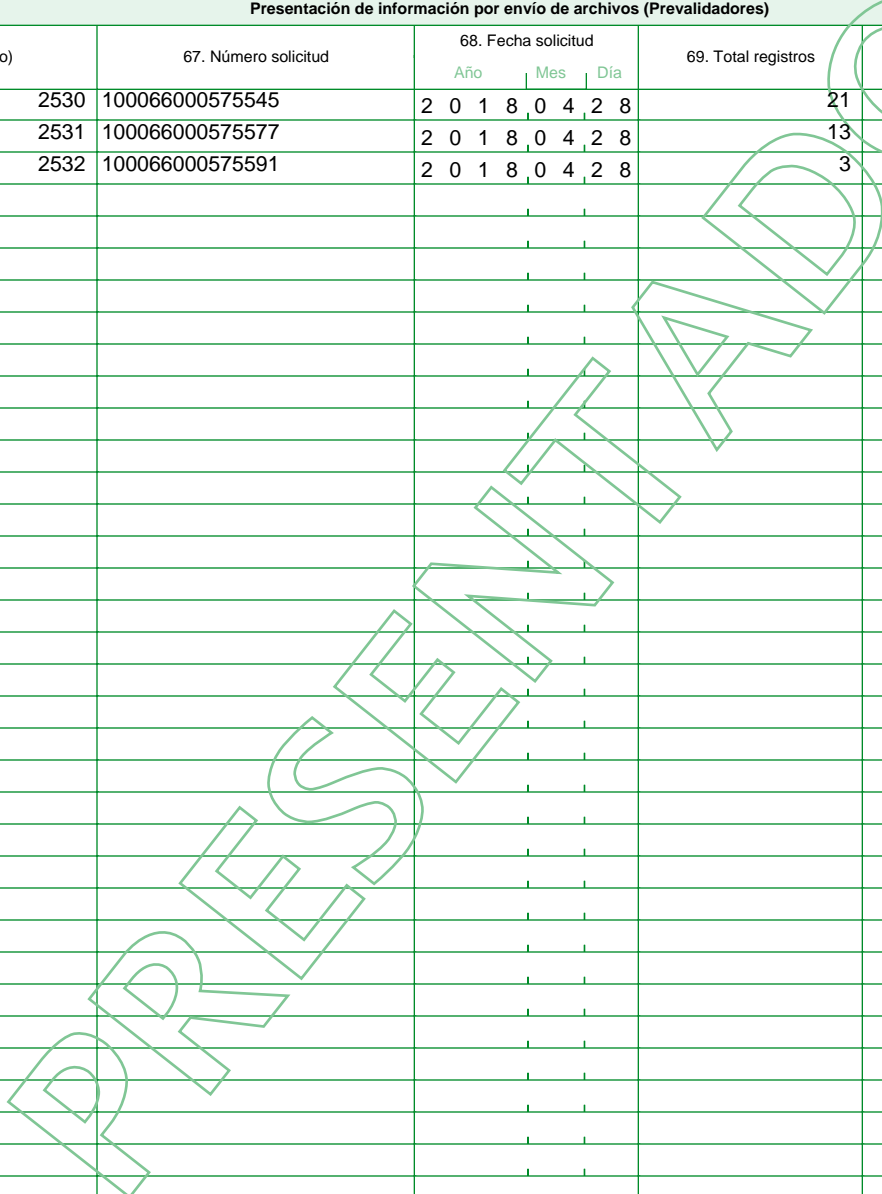 Presentación de información por envío de archivos (Prevalidadores)
o) 67. Número solicitud 68. Fecha solicitud 69. Total registros
Año Mes Día
2530 100066000575545 2 0 1 8 0 4 2 8 21
2531 100066000575577 2 0 1 8 0 4 2 8 13
2532 100066000575591 2 0 1 8 0 4 2 8 3
PRESENTADO